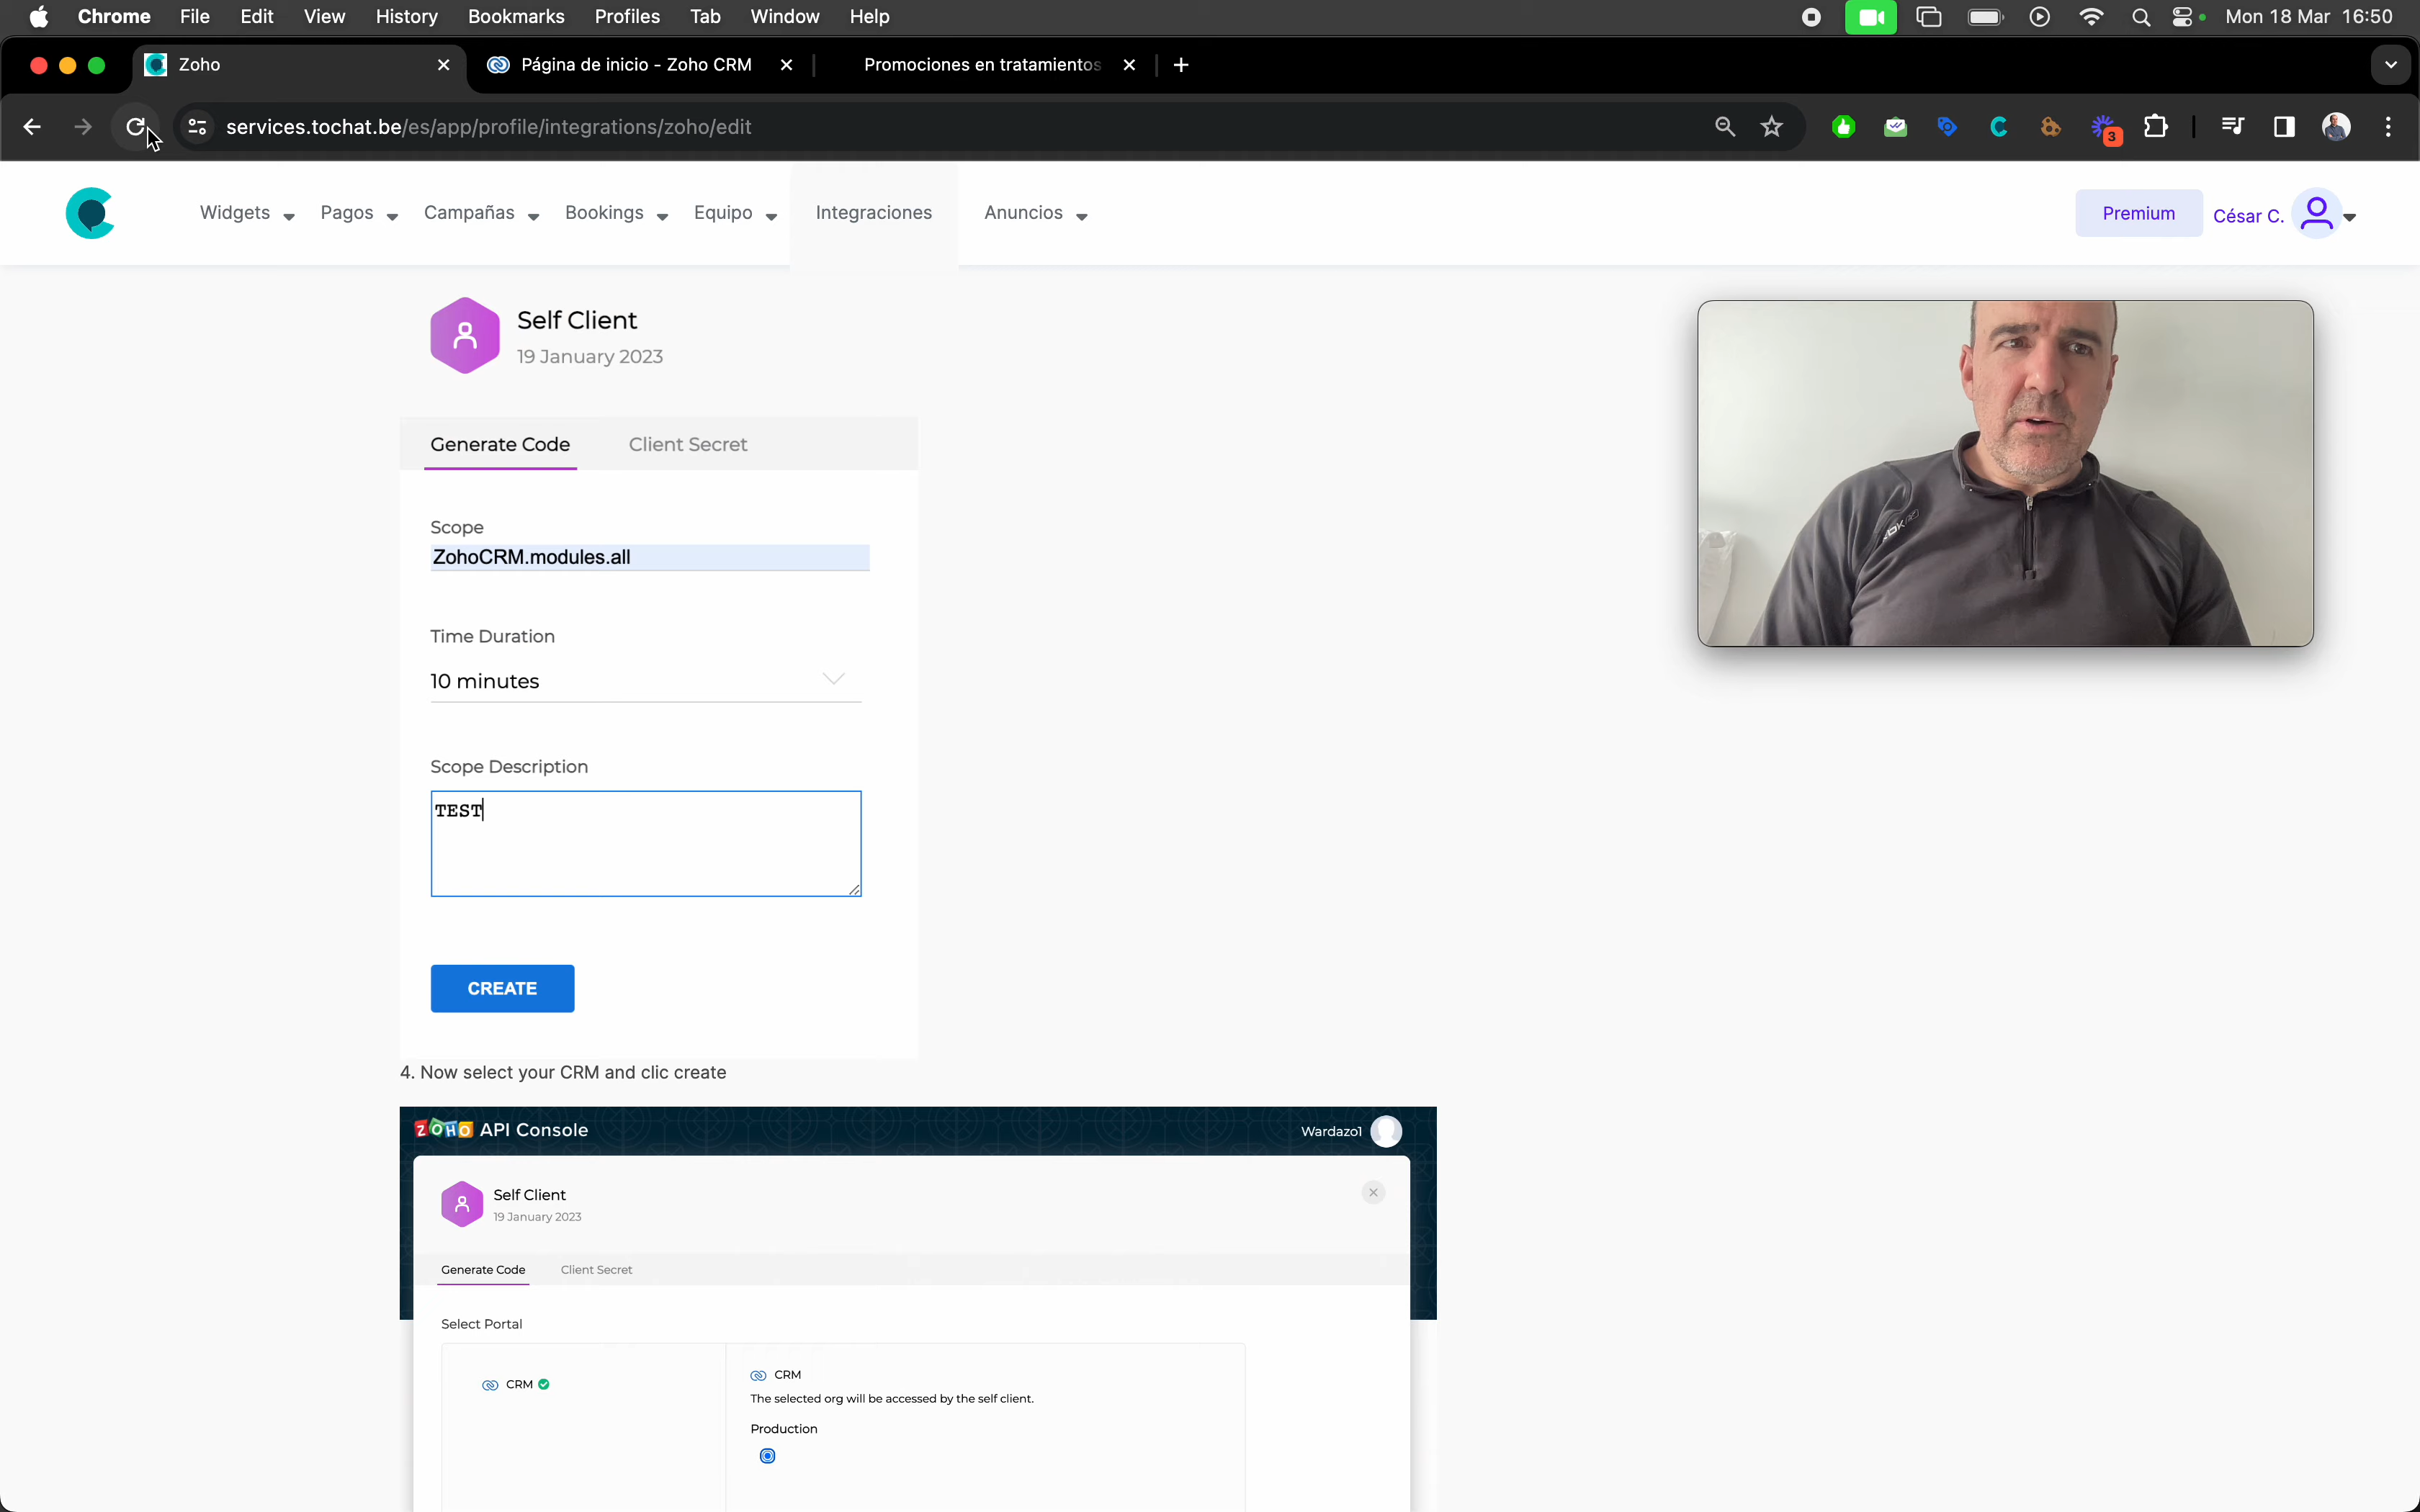 Chrome File Edit View History Bookmarks Profiles Tab Window Help Mon 18 Mar 16:50
Zoho Página de inicio - Zoho CRM Promociones en tratamientos
services.tochat.be/es/app/profile/integrations/zoho/edit 3
Widgets Pagos Campañas Bookings Equipo Integraciones Anuncios Premium César C.
Self Client
19 January 2023
Generate Code Client Secret
Scope
ZohoCRM.modules.all
Time Duration
10 minutes
Scope Description
TEST
CREATE
4. Now select your CRM and clic create
ZOHO API Console Wardazo1
Self Client
19 January 2023
Generate Code Client Secret
Select Portal
CRM
CRM
The selected org will be accessed by the self client.
Production